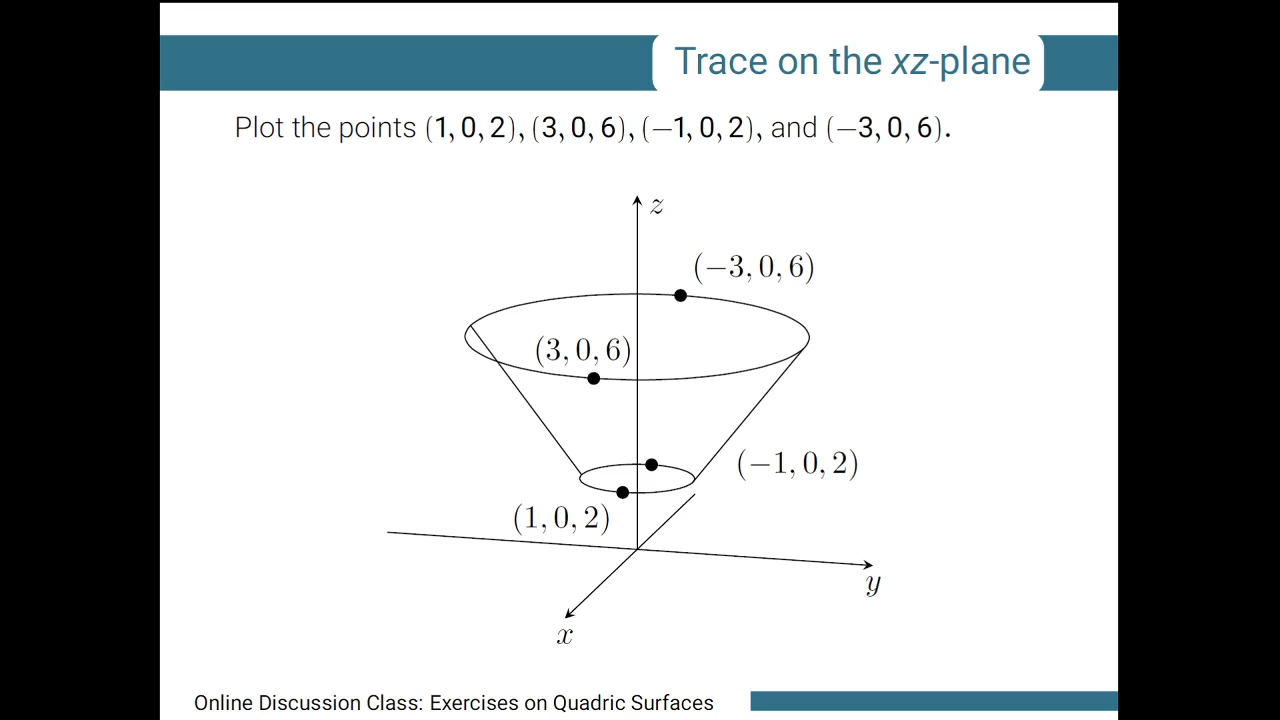 Trace on the xz-plane
Plot the points (1, 0, 2), (3, 0, 6), (−1, 0, 2), and (−3, 0, 6).
z
(−3, 0, 6)
(3, 0, 6)
(−1, 0, 2)
(1, 0, 2)
y
x
Online Discussion Class: Exercises on Quadric Surfaces